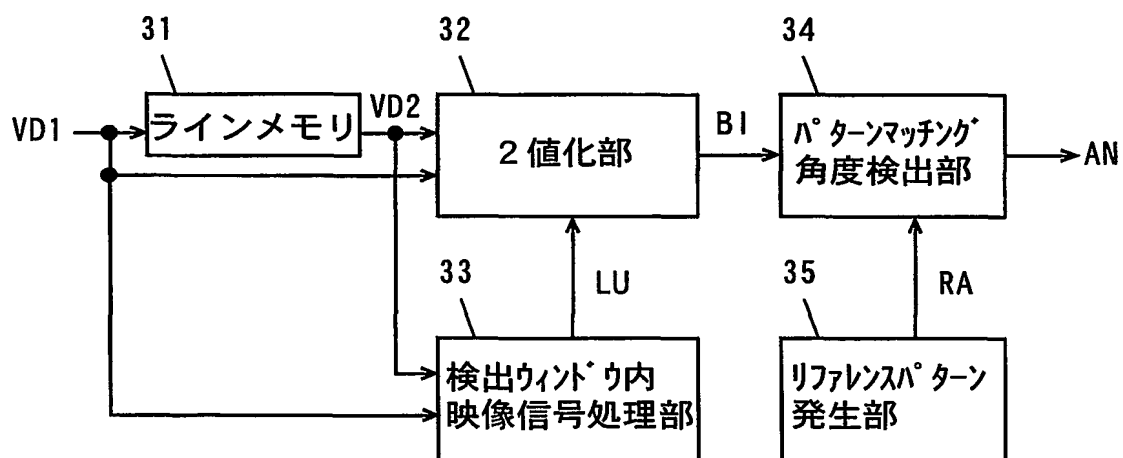 31
32
34
VD1
ラインメモリ
VD2
2値化部
BI
パターンマッチング
角度検出部
AN
33
LU
35
RA
検出ウィンドウ内
映像信号処理部
リファレンスパターン
発生部